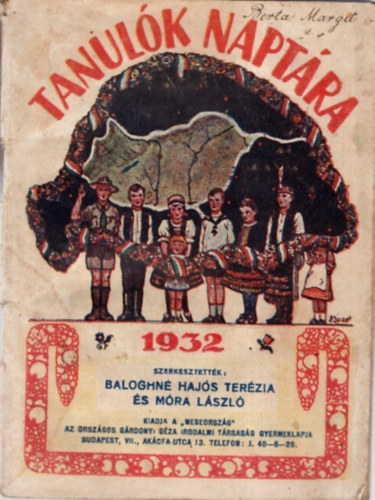 Berta Margit
TANULÓK NAPTÁRA
1932
SZERKESZTETTÉK:
BALOGHNÉ HAJÓS TERÉZIA
ÉS MÓRA LÁSZLÓ
KIADJA A „MESEORSZÁG"
AZ ORSZÁGOS GÁRDONYI GÉZA IRODALMI TÁRSASÁG GYERMEKLAPJA
BUDAPEST, VII., AKÁCFA-UTCA 13. TELEFON: J. 40—6—20.